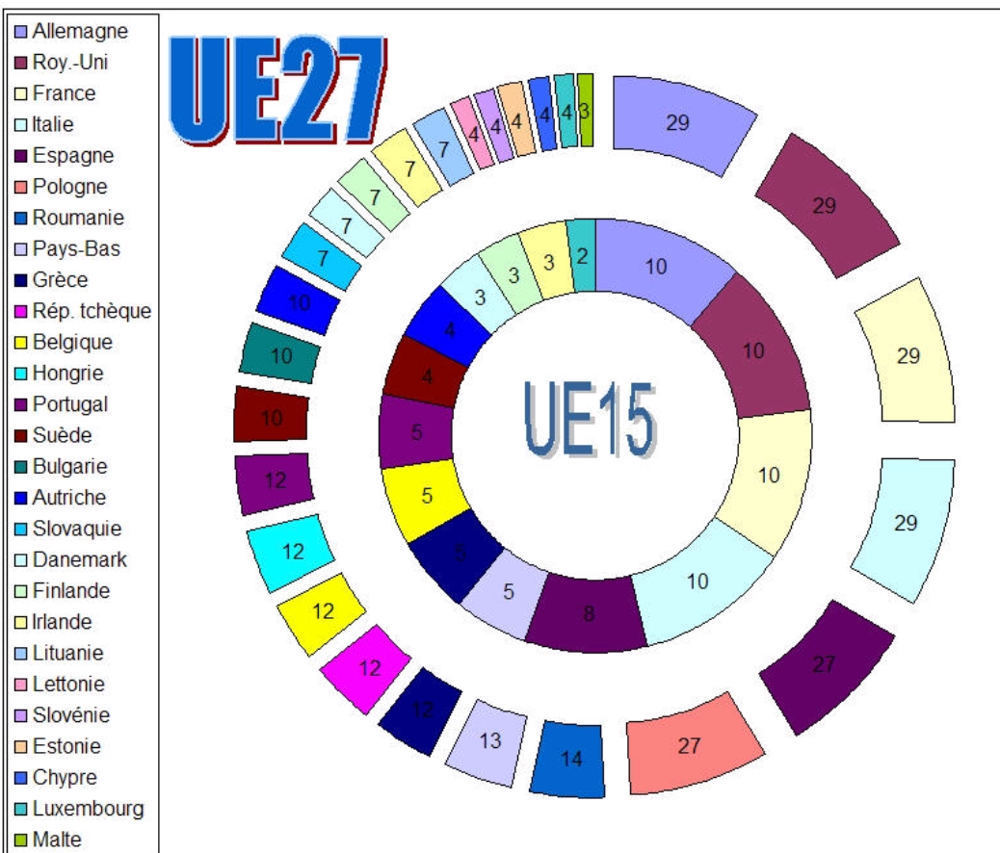 Allemagne
Roy.-Uni
France
Italie
Espagne
Pologne
Roumanie
Pays-Bas
Grèce
Rép. tchèque
Belgique
Hongrie
Portugal
Suède
Bulgarie
Autriche
Slovaquie
Danemark
Finlande
Irlande
Lituanie
Lettonie
Slovénie
Estonie
Chypre
Luxembourg
Malte
UE27
29
29
29
29
27
27
14
13
12
12
12
12
12
10
10
10
7
7
7
7
7
4
4
4
4
4
3
UE15
10
10
10
10
8
5
5
5
5
4
4
3
3
3
2